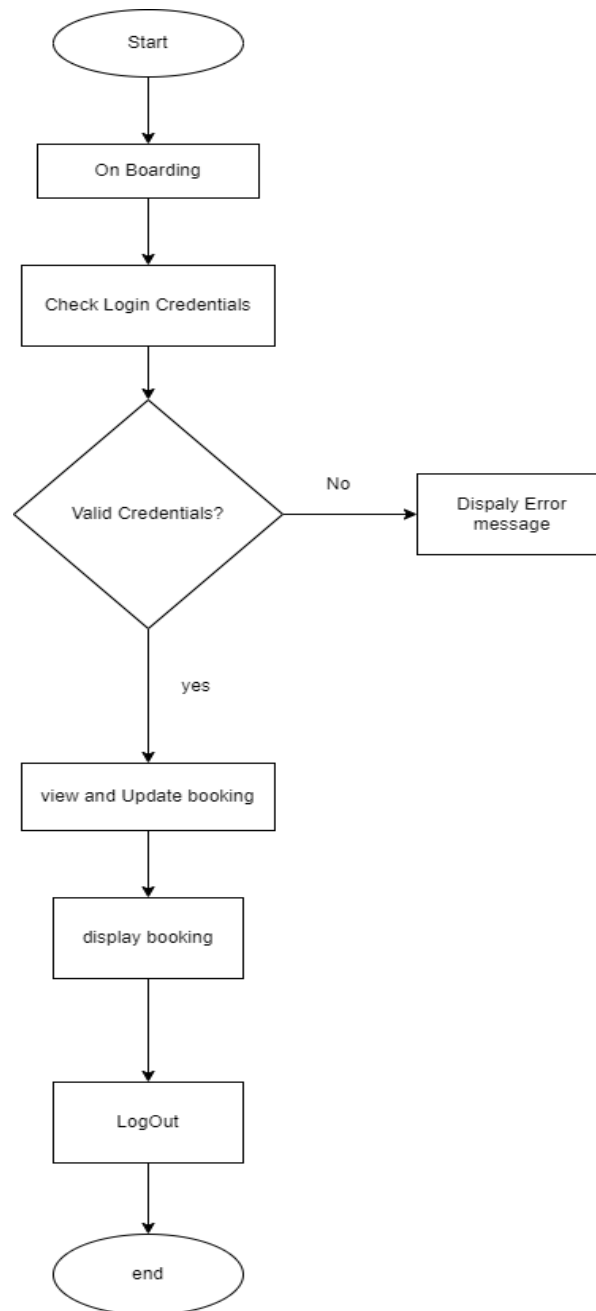 Start
On Boarding
Check Login Credentials
Valid Credentials?
No
Dispaly Error
message
yes
view and Update booking
display booking
LogOut
end